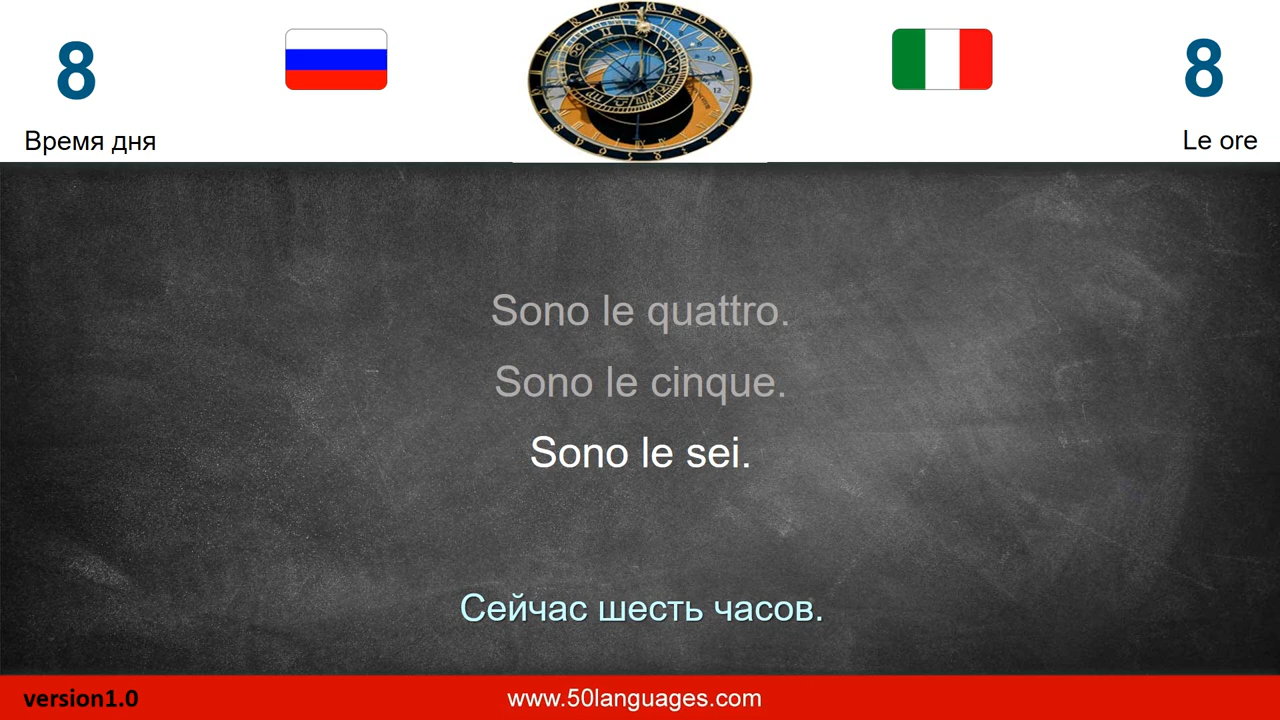 8
8
Время дня
Le ore
Sono le quattro.
Sono le cinque.
Sono le sei.
Сейчас шесть часов.
version1.0
www.50languages.com